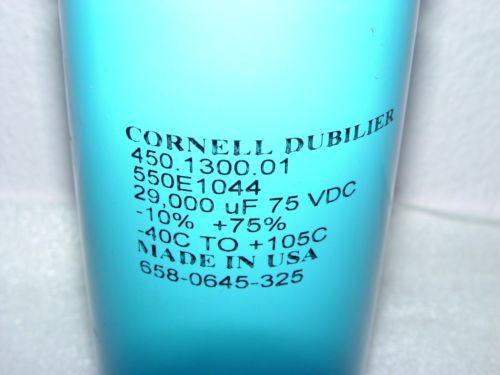 CORNELL DUBILIER
450.1300.01
550E1044
29,000 uF 75 VDC
-10% +75%
-40C TO +105C
MADE IN USA
658-0645-325